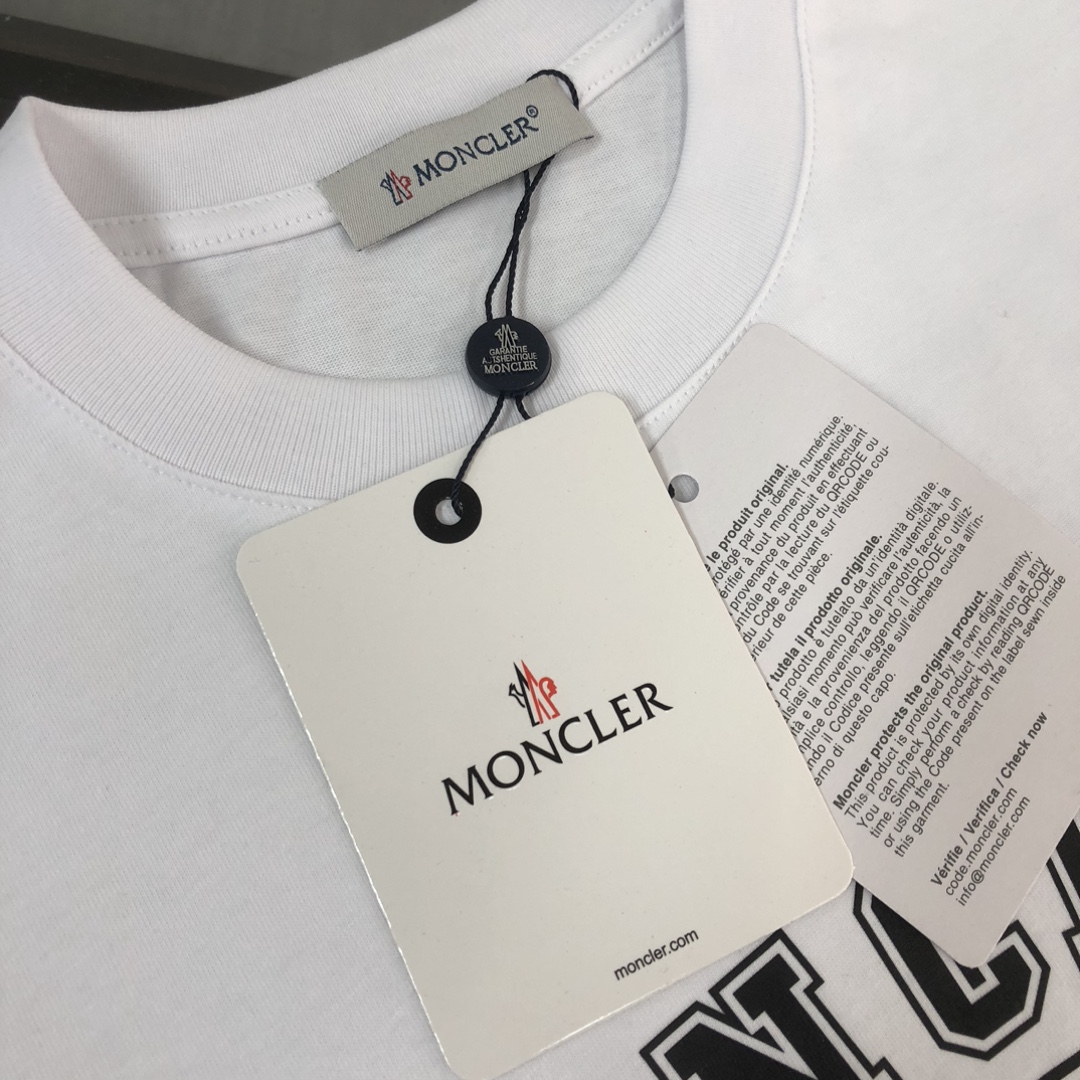 MONCLER®
GARANTIE
MONCLER
MONCLER
moncler.com
le produit original.
par une identité numérique.
à tout moment l'authenticité,
provenance du produit en effectuant
par la lecture du QRCODE ou
du Code se trouvant sur l'étiquette cou-
de cette pièce.
tutela il prodotto originale.
prodotto è tutelato da un'identità digitale.
momento può verificare l'autenticità, la
e la provenienza del prodotto facendo un
controllo, leggendo il QRCODE o utiliz-
il Codice presente sull'etichetta cucita all'in-
di questo capo.
Moncler protects the original product.
This product is protected by its own digital identity.
You can check your product information at any
time. Simply perform a check by reading QRCODE
or using the Code present on the label sewn inside
this garment.
Vérifie / Verifica / Check now
code.moncler.com
info@moncler.com
NC